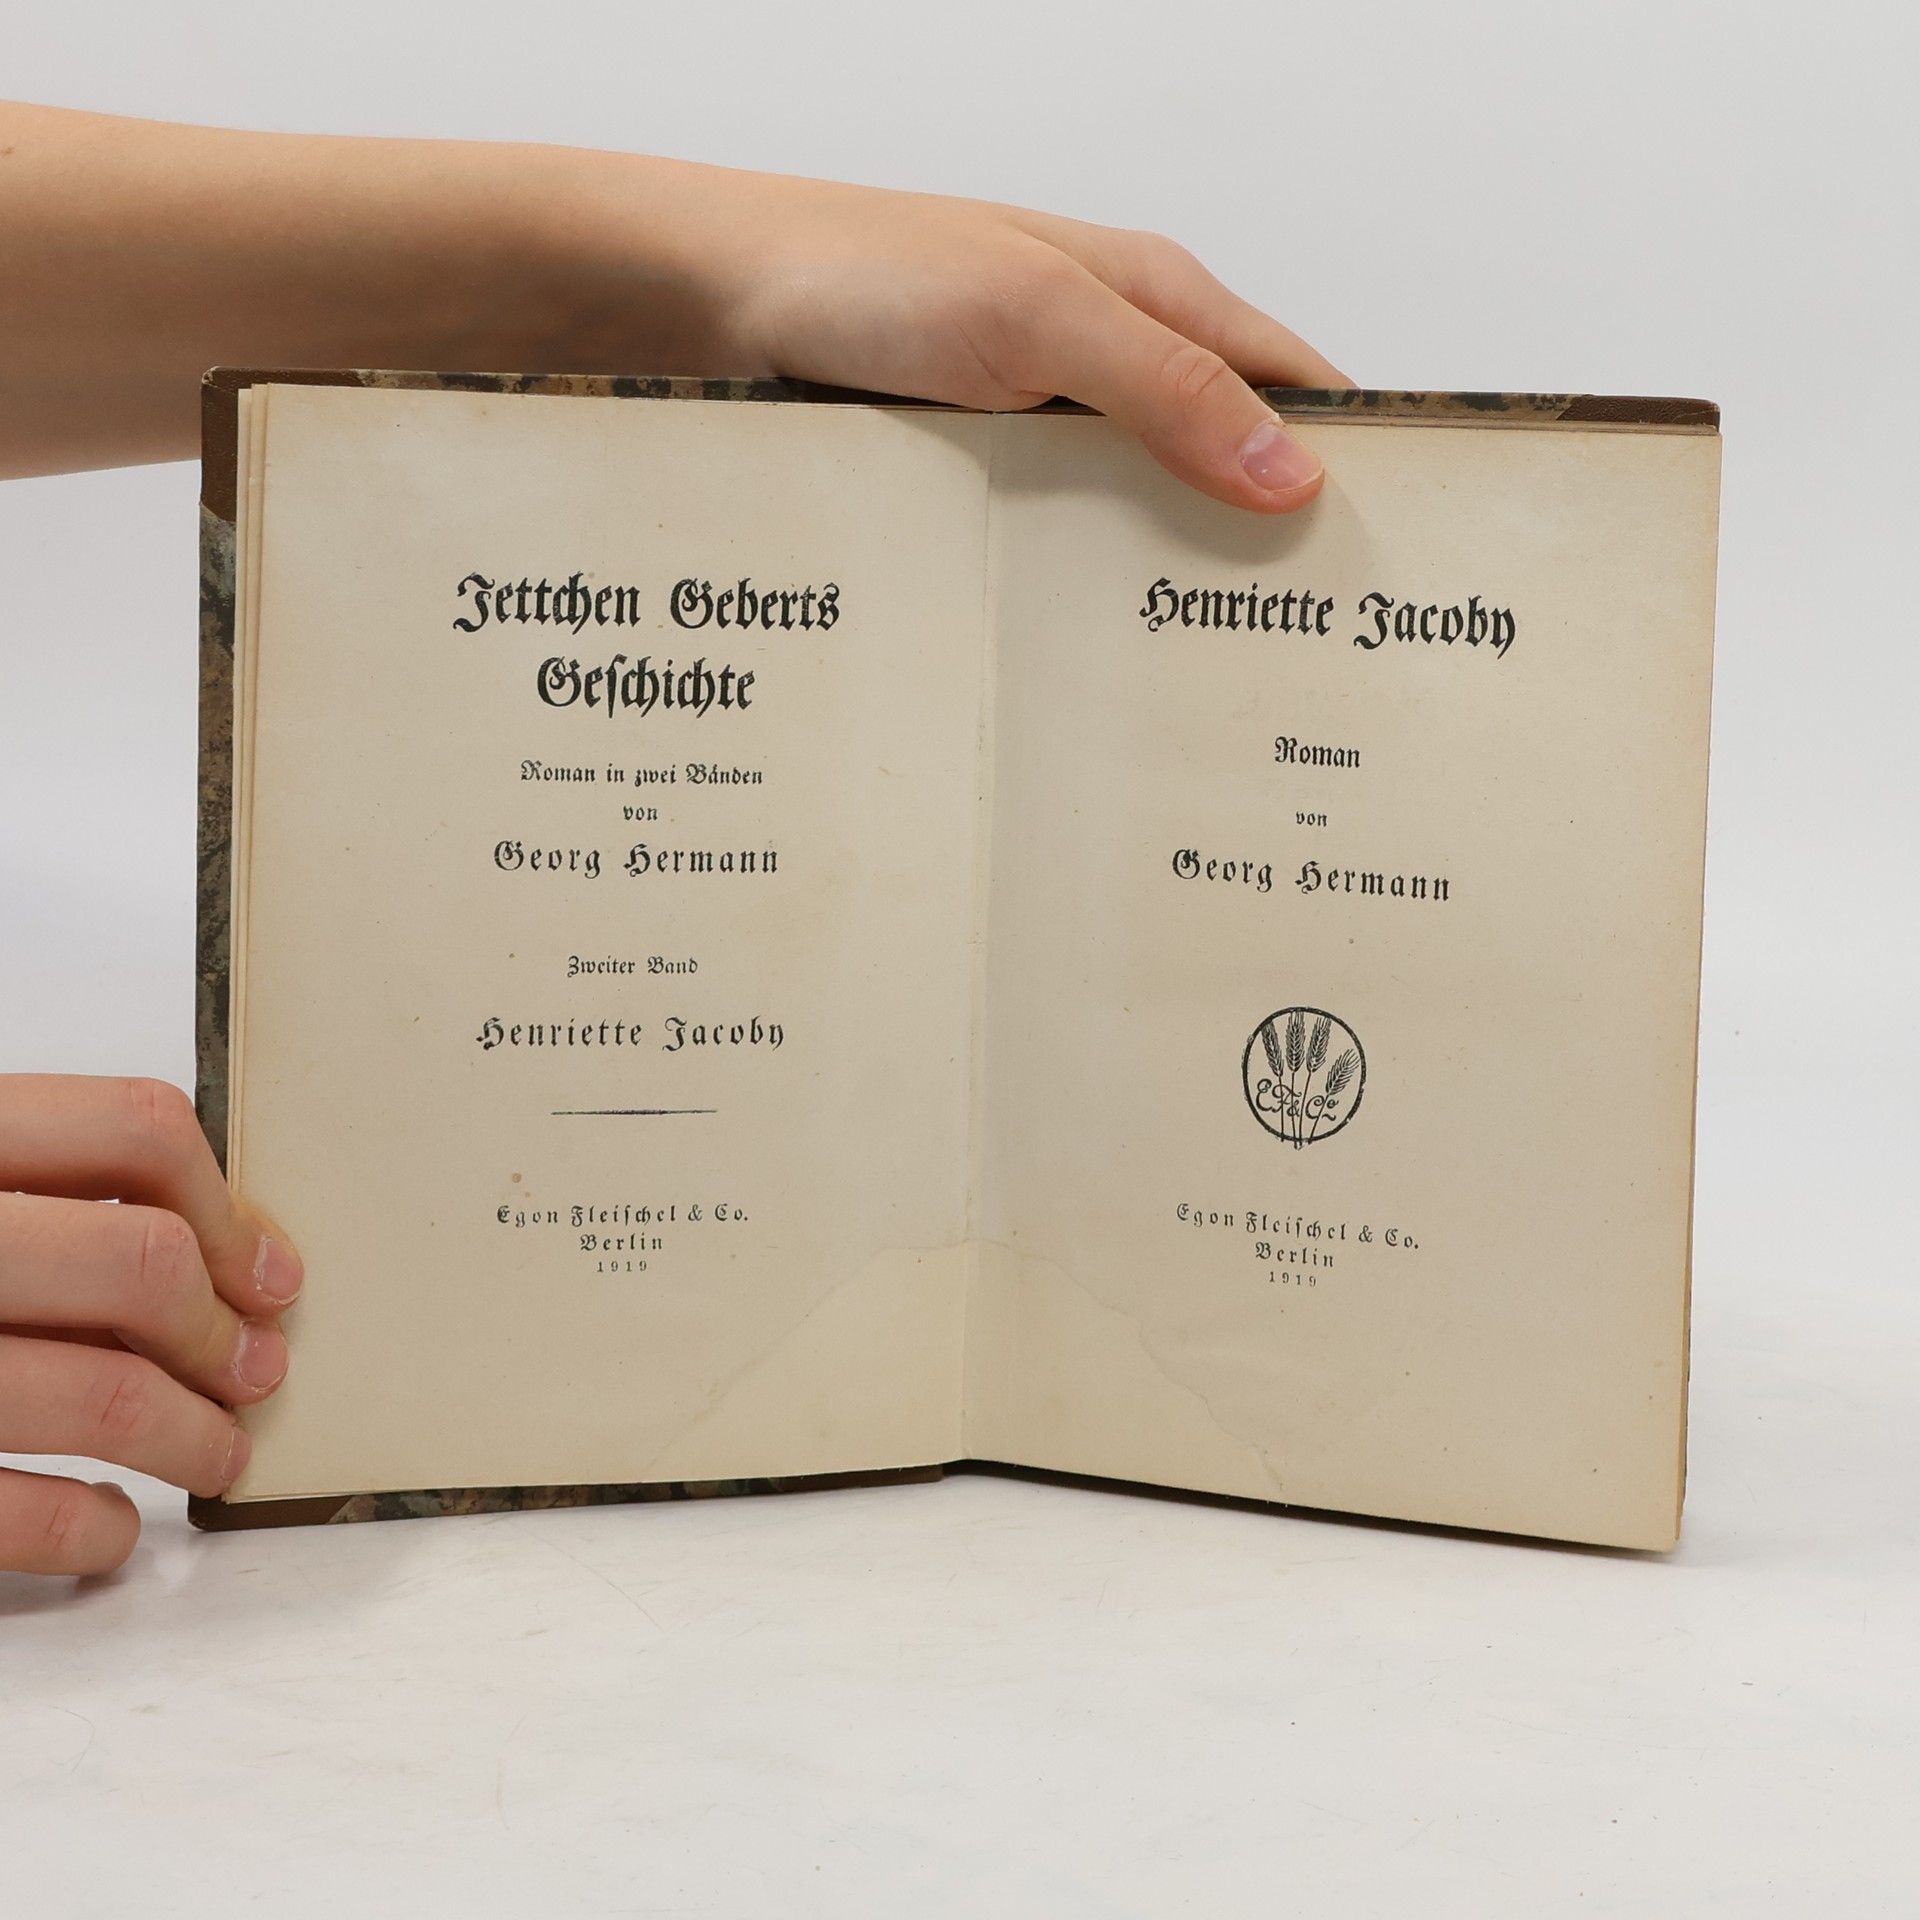 Jettchen Geberts
Geſchichte
Roman in zwei Bänden
von
Georg Hermann
Zweiter Band
Henriette Jacoby
Egon Fleiſchel & Co.
Berlin
1919
Henriette Jacoby
Roman
von
Georg Hermann
E F & Co
Egon Fleiſchel & Co.
Berlin
1919